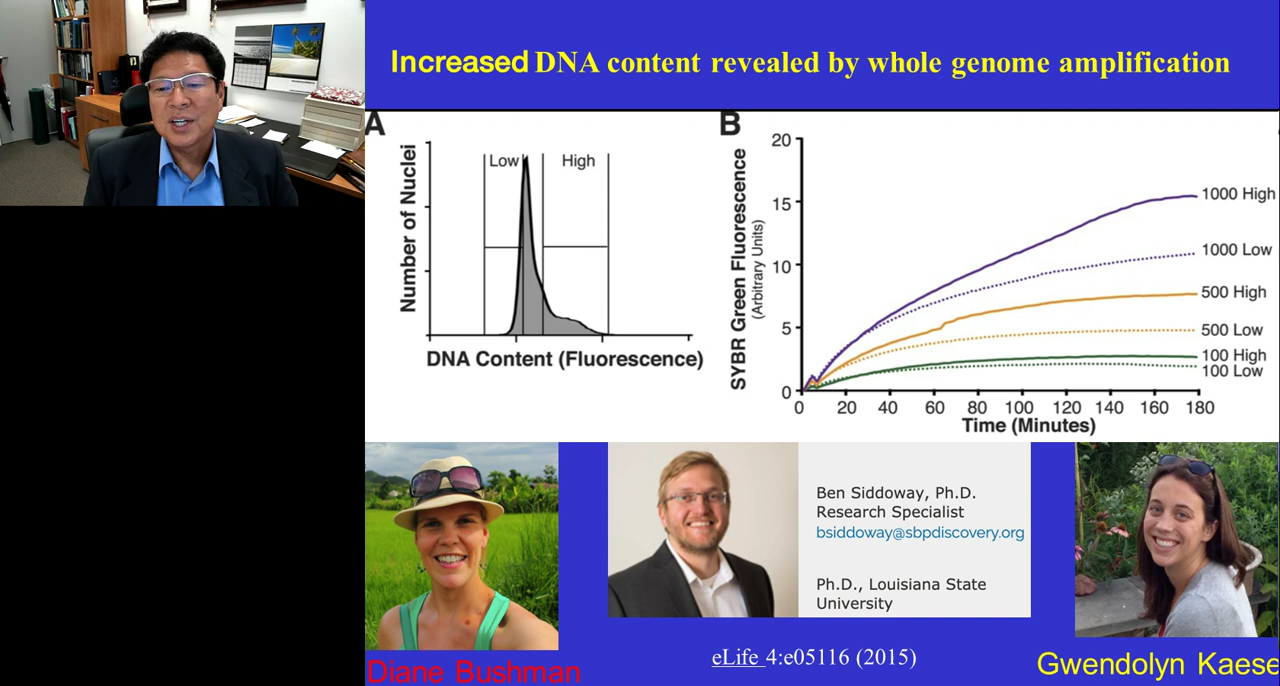 Increased DNA content revealed by whole genome amplification
A
Number of Nuclei
Low
High
DNA Content (Fluorescence)
B
SYBR Green Fluorescence
(Arbitrary Units)
20
15
10
5
0
0 20 40 60 80 100 120 140 160 180
Time (Minutes)
1000 High
1000 Low
500 High
500 Low
100 High
100 Low
Ben Siddoway, Ph.D.
Research Specialist
bsiddoway@sbpdiscovery.org
Ph.D., Louisiana State
University
Diane Bushman
eLife 4:e05116 (2015)
Gwendolyn Kaese